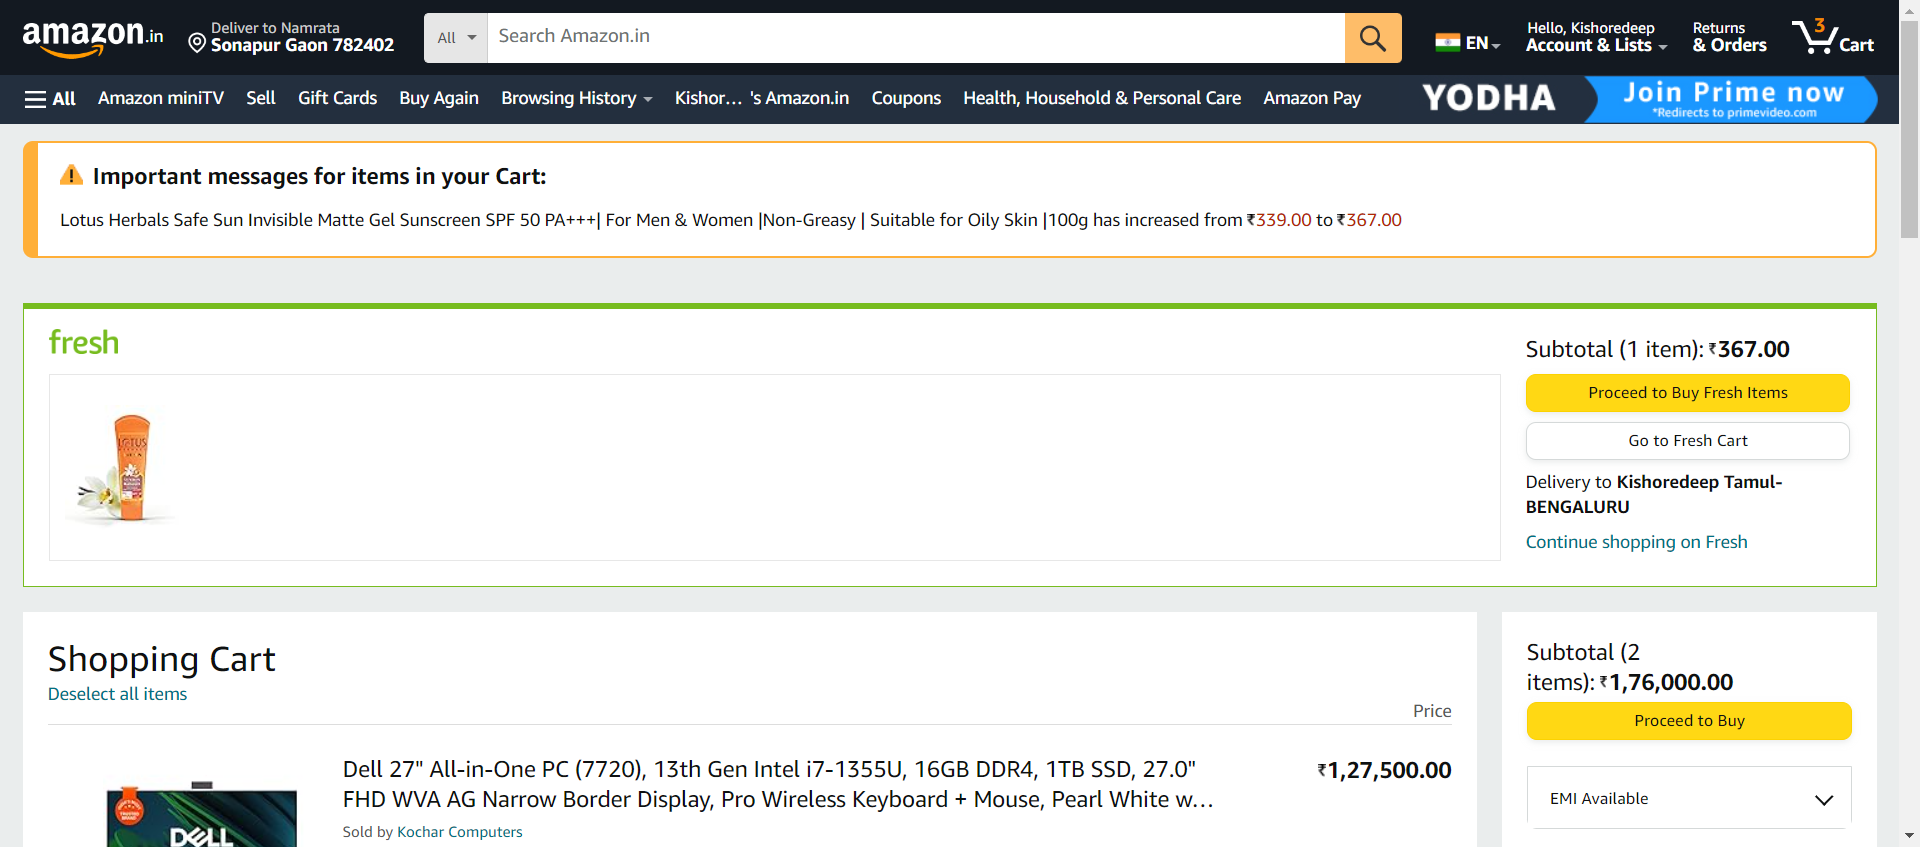 amazon.in
Deliver to Namrata
Sonapur Gaon 782402
All
Search Amazon.in
EN
Hello, Kishoredeep
Account & Lists
Returns
& Orders
3
Cart
All
Amazon miniTV
Sell
Gift Cards
Buy Again
Browsing History
Kishor... 's Amazon.in
Coupons
Health, Household & Personal Care
Amazon Pay
YODHA
Join Prime now
*Redirects to primevideo.com
Important messages for items in your Cart:
Lotus Herbals Safe Sun Invisible Matte Gel Sunscreen SPF 50 PA+++| For Men & Women |Non-Greasy | Suitable for Oily Skin |100g has increased from ₹339.00 to ₹367.00
fresh
LOTUS
Subtotal (1 item): ₹367.00
Proceed to Buy Fresh Items
Go to Fresh Cart
Delivery to Kishoredeep Tamul-
BENGALURU
Continue shopping on Fresh
Shopping Cart
Deselect all items
Price
Dell 27" All-in-One PC (7720), 13th Gen Intel i7-1355U, 16GB DDR4, 1TB SSD, 27.0"
FHD WVA AG Narrow Border Display, Pro Wireless Keyboard + Mouse, Pearl White w...
₹1,27,500.00
Sold by Kochar Computers
DELL
Subtotal (2
items): ₹1,76,000.00
Proceed to Buy
EMI Available